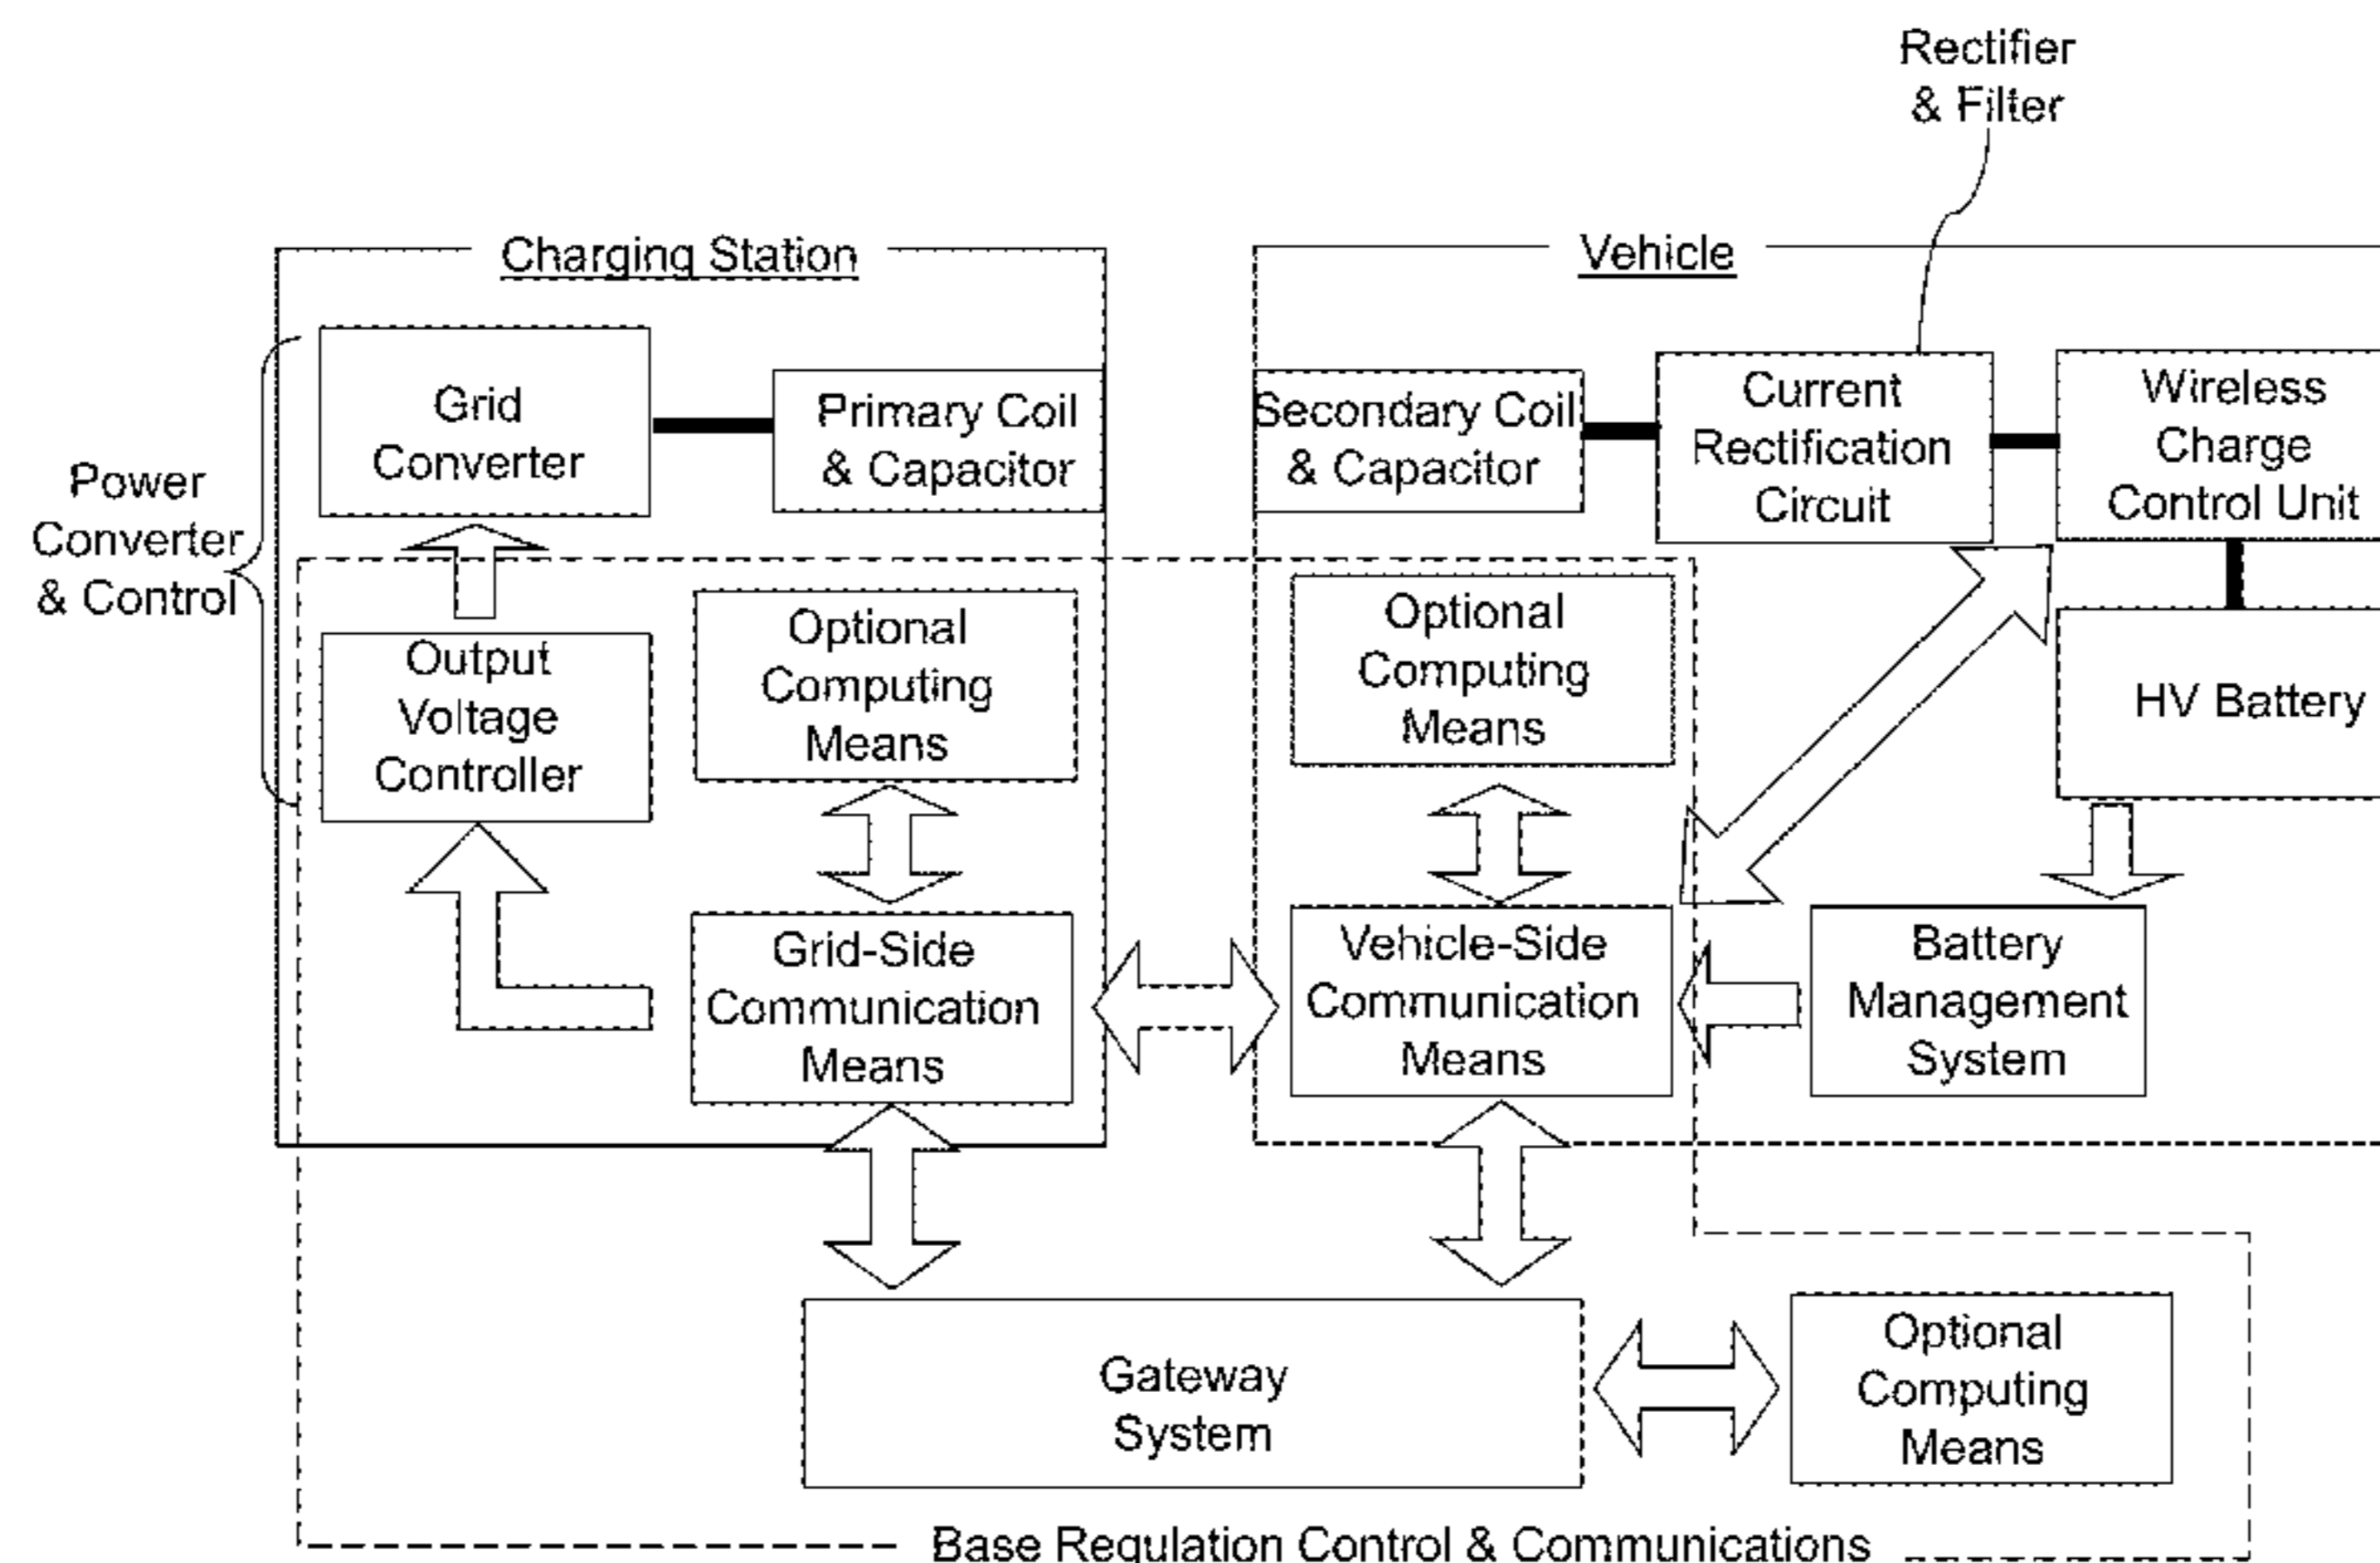 Rectifier
& Filter
Charging Station
Vehicle
Power
Converter
& Control
Grid
Converter
Primary Coil
& Capacitor
Secondary Coil
& Capacitor
Current
Rectification
Circuit
Wireless
Charge
Control Unit
Output
Voltage
Controller
Optional
Computing
Means
Optional
Computing
Means
HV Battery
Grid-Side
Communication
Means
Vehicle-Side
Communication
Means
Battery
Management
System
Gateway
System
Optional
Computing
Means
Base Regulation Control & Communications